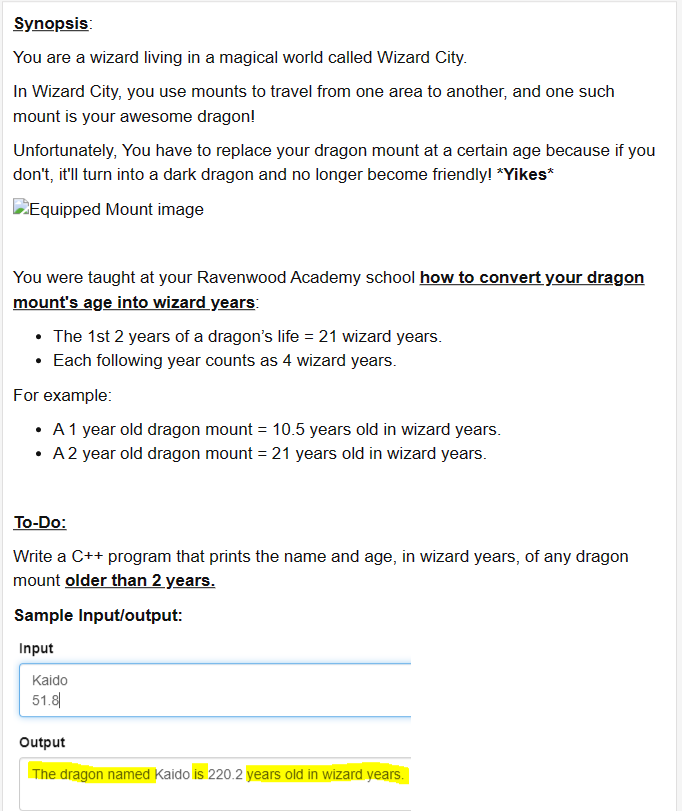 Synopsis:
You are a wizard living in a magical world called Wizard City.
In Wizard City, you use mounts to travel from one area to another, and one such
mount is your awesome dragon!
Unfortunately, You have to replace your dragon mount at a certain age because if you
don't, it'll turn into a dark dragon and no longer become friendly! *Yikes*
Equipped Mount image
You were taught at your Ravenwood Academy school how to convert your dragon
mount's age into wizard years:
• The 1st 2 years of a dragon’s life = 21 wizard years.
• Each following year counts as 4 wizard years.
For example:
• A 1 year old dragon mount = 10.5 years old in wizard years.
• A 2 year old dragon mount = 21 years old in wizard years.
To-Do:
Write a C++ program that prints the name and age, in wizard years, of any dragon
mount older than 2 years.
Sample Input/output:
Input
Kaido
51.8
Output
The dragon named Kaido is 220.2 years old in wizard years.